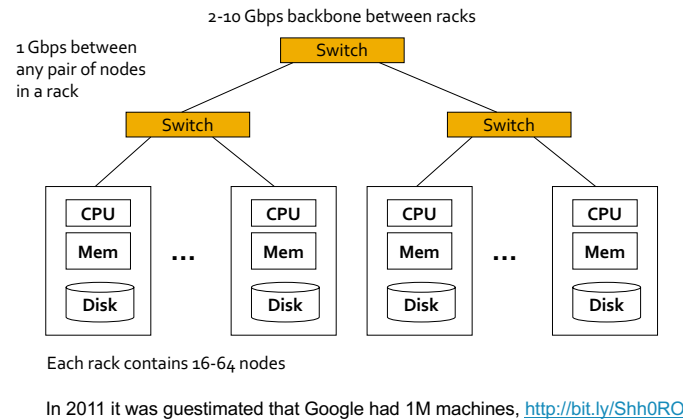 2-10 Gbps backbone between racks
1 Gbps between
any pair of nodes
in a rack
Switch
Switch
Switch
CPU
CPU
CPU
CPU
Mem
...
Mem
Mem
...
Mem
Disk
Disk
Disk
Disk
Each rack contains 16-64 nodes
In 2011 it was guestimated that Google had 1M machines, http://bit.ly/Shh0RO